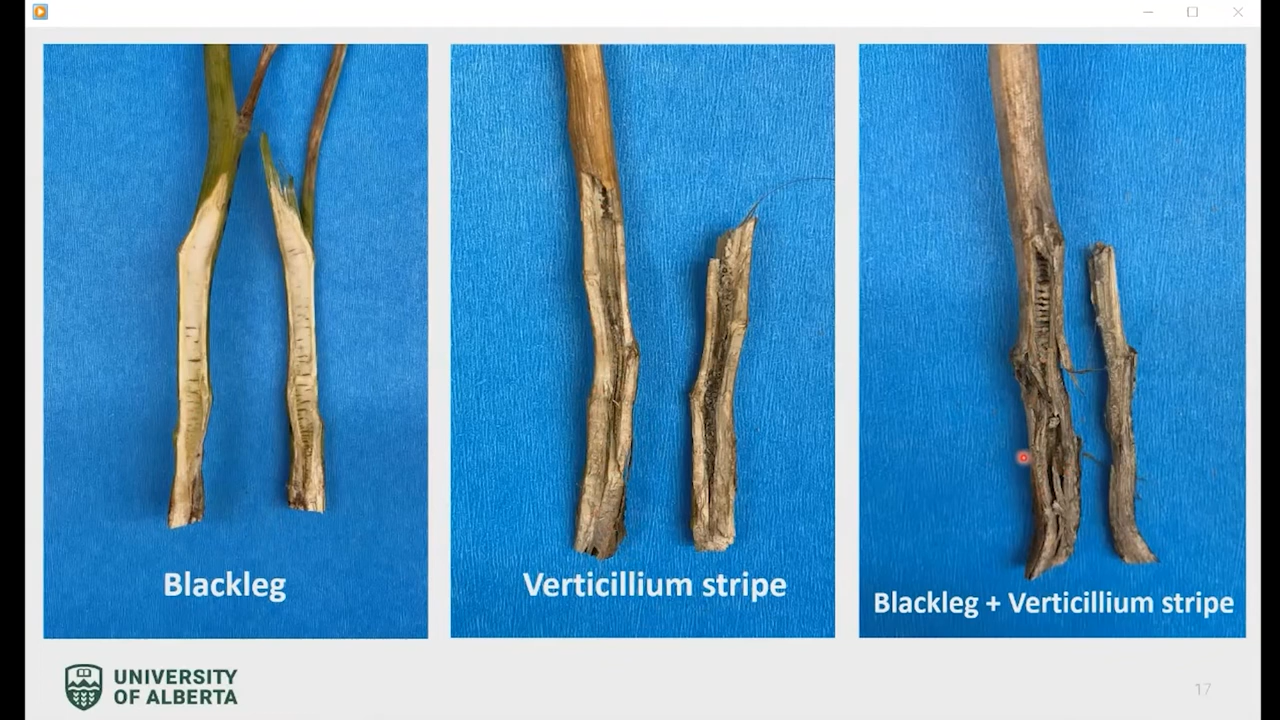 Blackleg
Verticillium stripe
Blackleg + Verticillium stripe
UNIVERSITY
OF ALBERTA
17